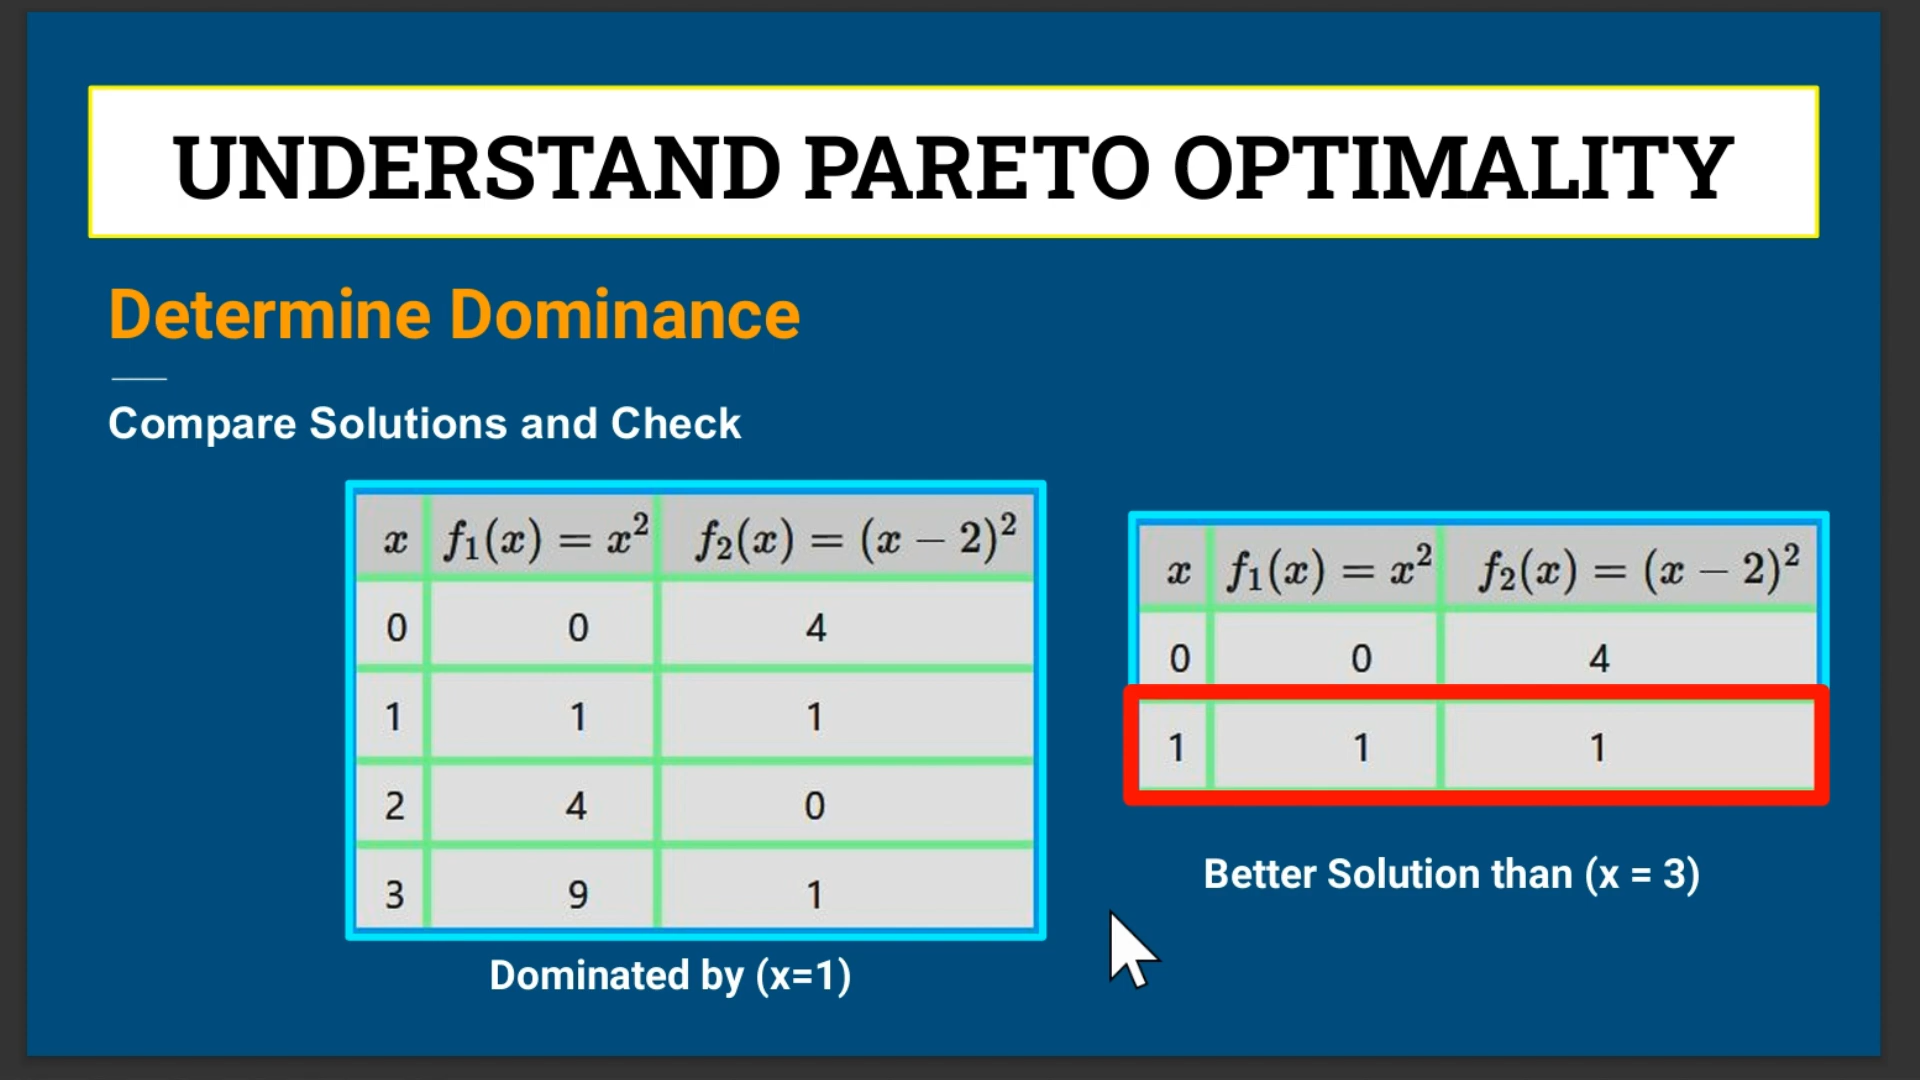 UNDERSTAND PARETO OPTIMALITY
Determine Dominance
Compare Solutions and Check
x f₁(x) = x² f₂(x) = (x − 2)²
0 0 4
1 1 1
2 4 0
3 9 1
Dominated by (x=1)
x f₁(x) = x² f₂(x) = (x − 2)²
0 0 4
1 1 1
Better Solution than (x = 3)